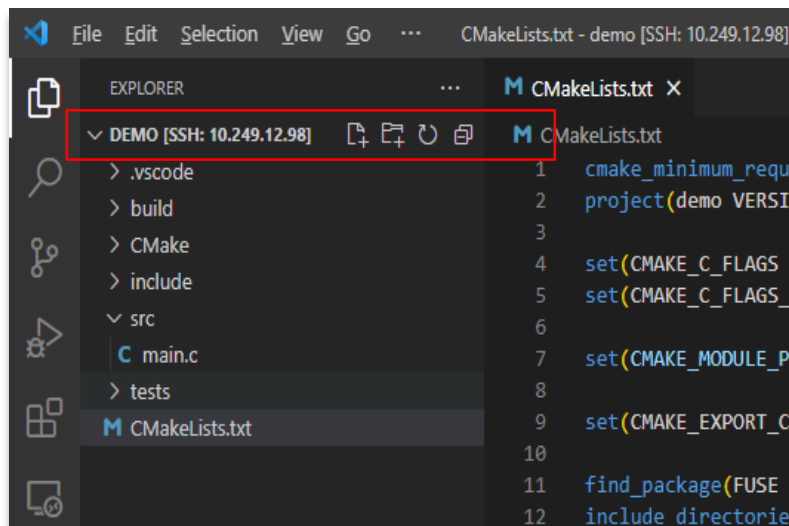 File Edit Selection View Go ··· CMakeLists.txt - demo [SSH: 10.249.12.98]
EXPLORER ···
DEMO [SSH: 10.249.12.98]
.vscode
build
CMake
include
src
C main.c
tests
M CMakeLists.txt
M CMakeLists.txt
M CMakeLists.txt
1 cmake_minimum_requ
2 project(demo VERSI
3
4 set(CMAKE_C_FLAGS
5 set(CMAKE_C_FLAGS_
6
7 set(CMAKE_MODULE_P
8
9 set(CMAKE_EXPORT_C
10
11 find_package(FUSE
12 include_directorie